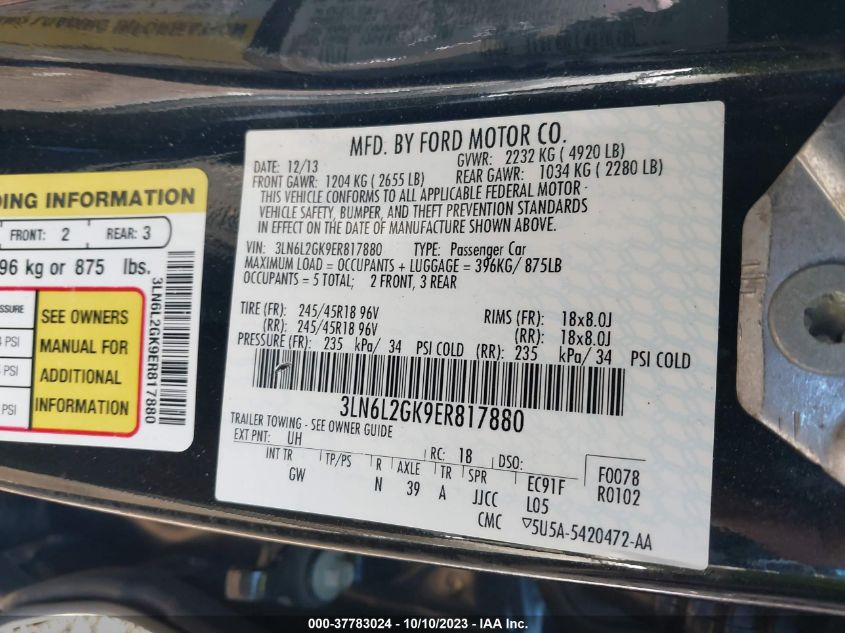 DING INFORMATION
FRONT: 2 REAR: 3
96 kg or 875 lbs.
SSURE
PSI
PSI
PSI
SEE OWNERS
MANUAL FOR
ADDITIONAL
INFORMATION
3LN6L2GK9ER817880
MFD. BY FORD MOTOR CO.
DATE: 12/13 GVWR: 2232 KG ( 4920 LB)
FRONT GAWR: 1204 KG ( 2655 LB) REAR GAWR: 1034 KG ( 2280 LB)
THIS VEHICLE CONFORMS TO ALL APPLICABLE FEDERAL MOTOR
VEHICLE SAFETY, BUMPER, AND THEFT PREVENTION STANDARDS
IN EFFECT ON THE DATE OF MANUFACTURE SHOWN ABOVE.
VIN: 3LN6L2GK9ER817880 TYPE: Passenger Car
MAXIMUM LOAD = OCCUPANTS + LUGGAGE = 396KG/ 875LB
OCCUPANTS = 5 TOTAL; 2 FRONT, 3 REAR
TIRE (FR): 245/45R18 96V RIMS (FR): 18x8.0J
(RR): 245/45R18 96V (RR): 18x8.0J
PRESSURE (FR): 235 kPa/ 34 PSI COLD (RR): 235 kPa/ 34 PSI COLD
3LN6L2GK9ER817880
TRAILER TOWING - SEE OWNER GUIDE
EXT PNT: UH RC: 18 DSO: F0078
INT TR TP/PS R AXLE TR SPR EC91F R0102
GW N 39 A JJCC L05
CMC ▽5U5A-5420472-AA
000-37783024 - 10/10/2023 - IAA Inc.